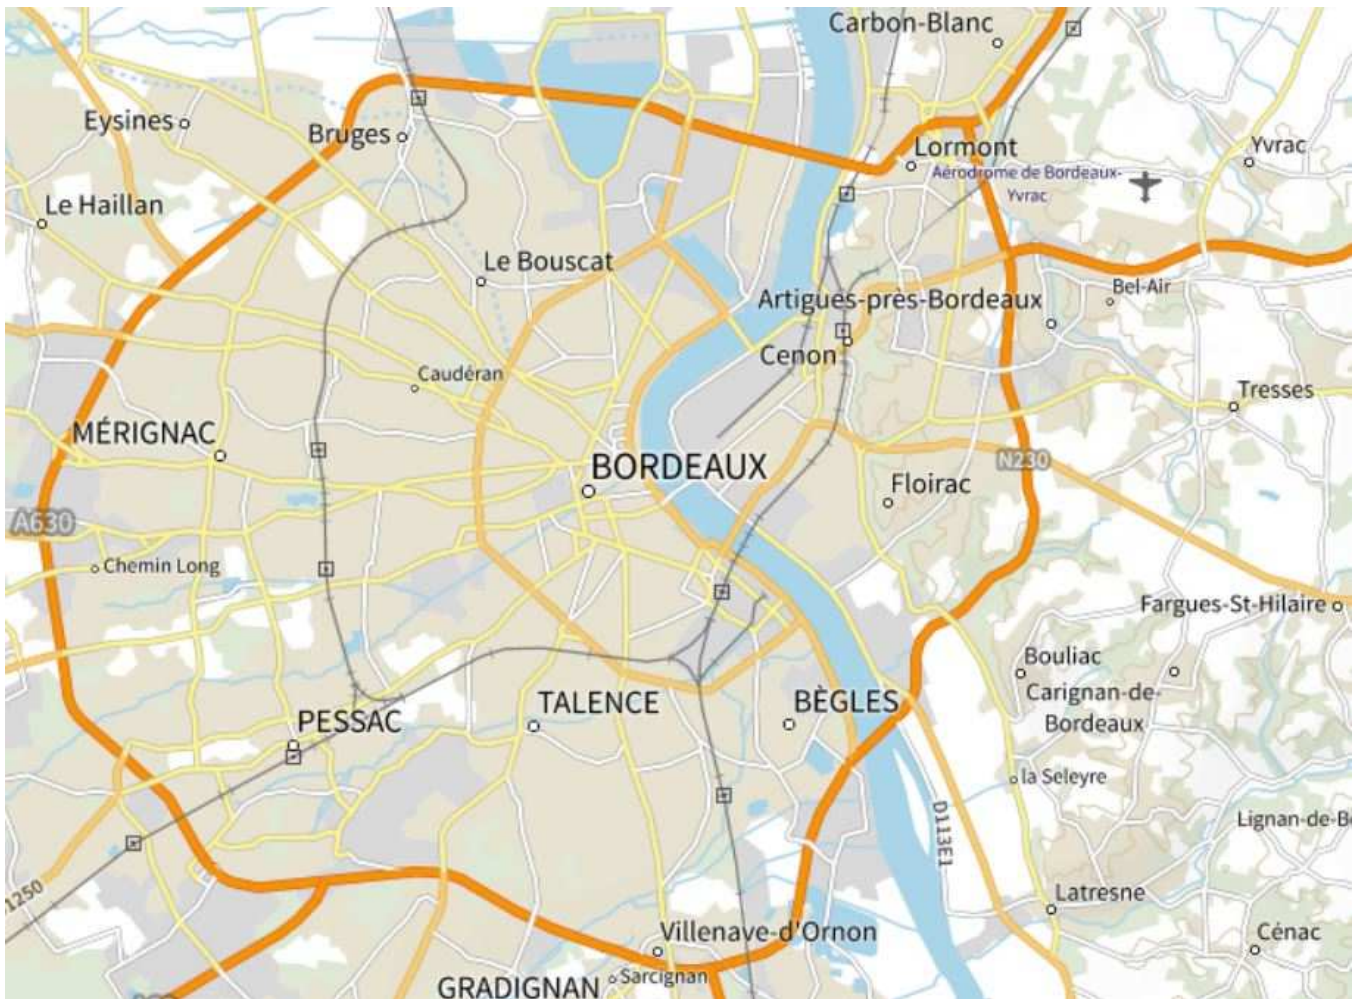 Carbon-Blanc
Eysines
Bruges
Lormont
Yvrac
Aérodrome de Bordeaux-
Yvrac
Le Haillan
Le Bouscat
Bel-Air
Artigues-près-Bordeaux
Cenon
Caudéran
Tresses
MÉRIGNAC
BORDEAUX
N230
Floirac
A630
Chemin Long
Fargues-St-Hilaire
Bouliac
Carignan-de-
Bordeaux
PESSAC
TALENCE
BÈGLES
la Seleyre
D113E1
Lignan-de-B
1250
Latresne
Villenave-d'Ornon
Cénac
Sarcignan
GRADIGNAN